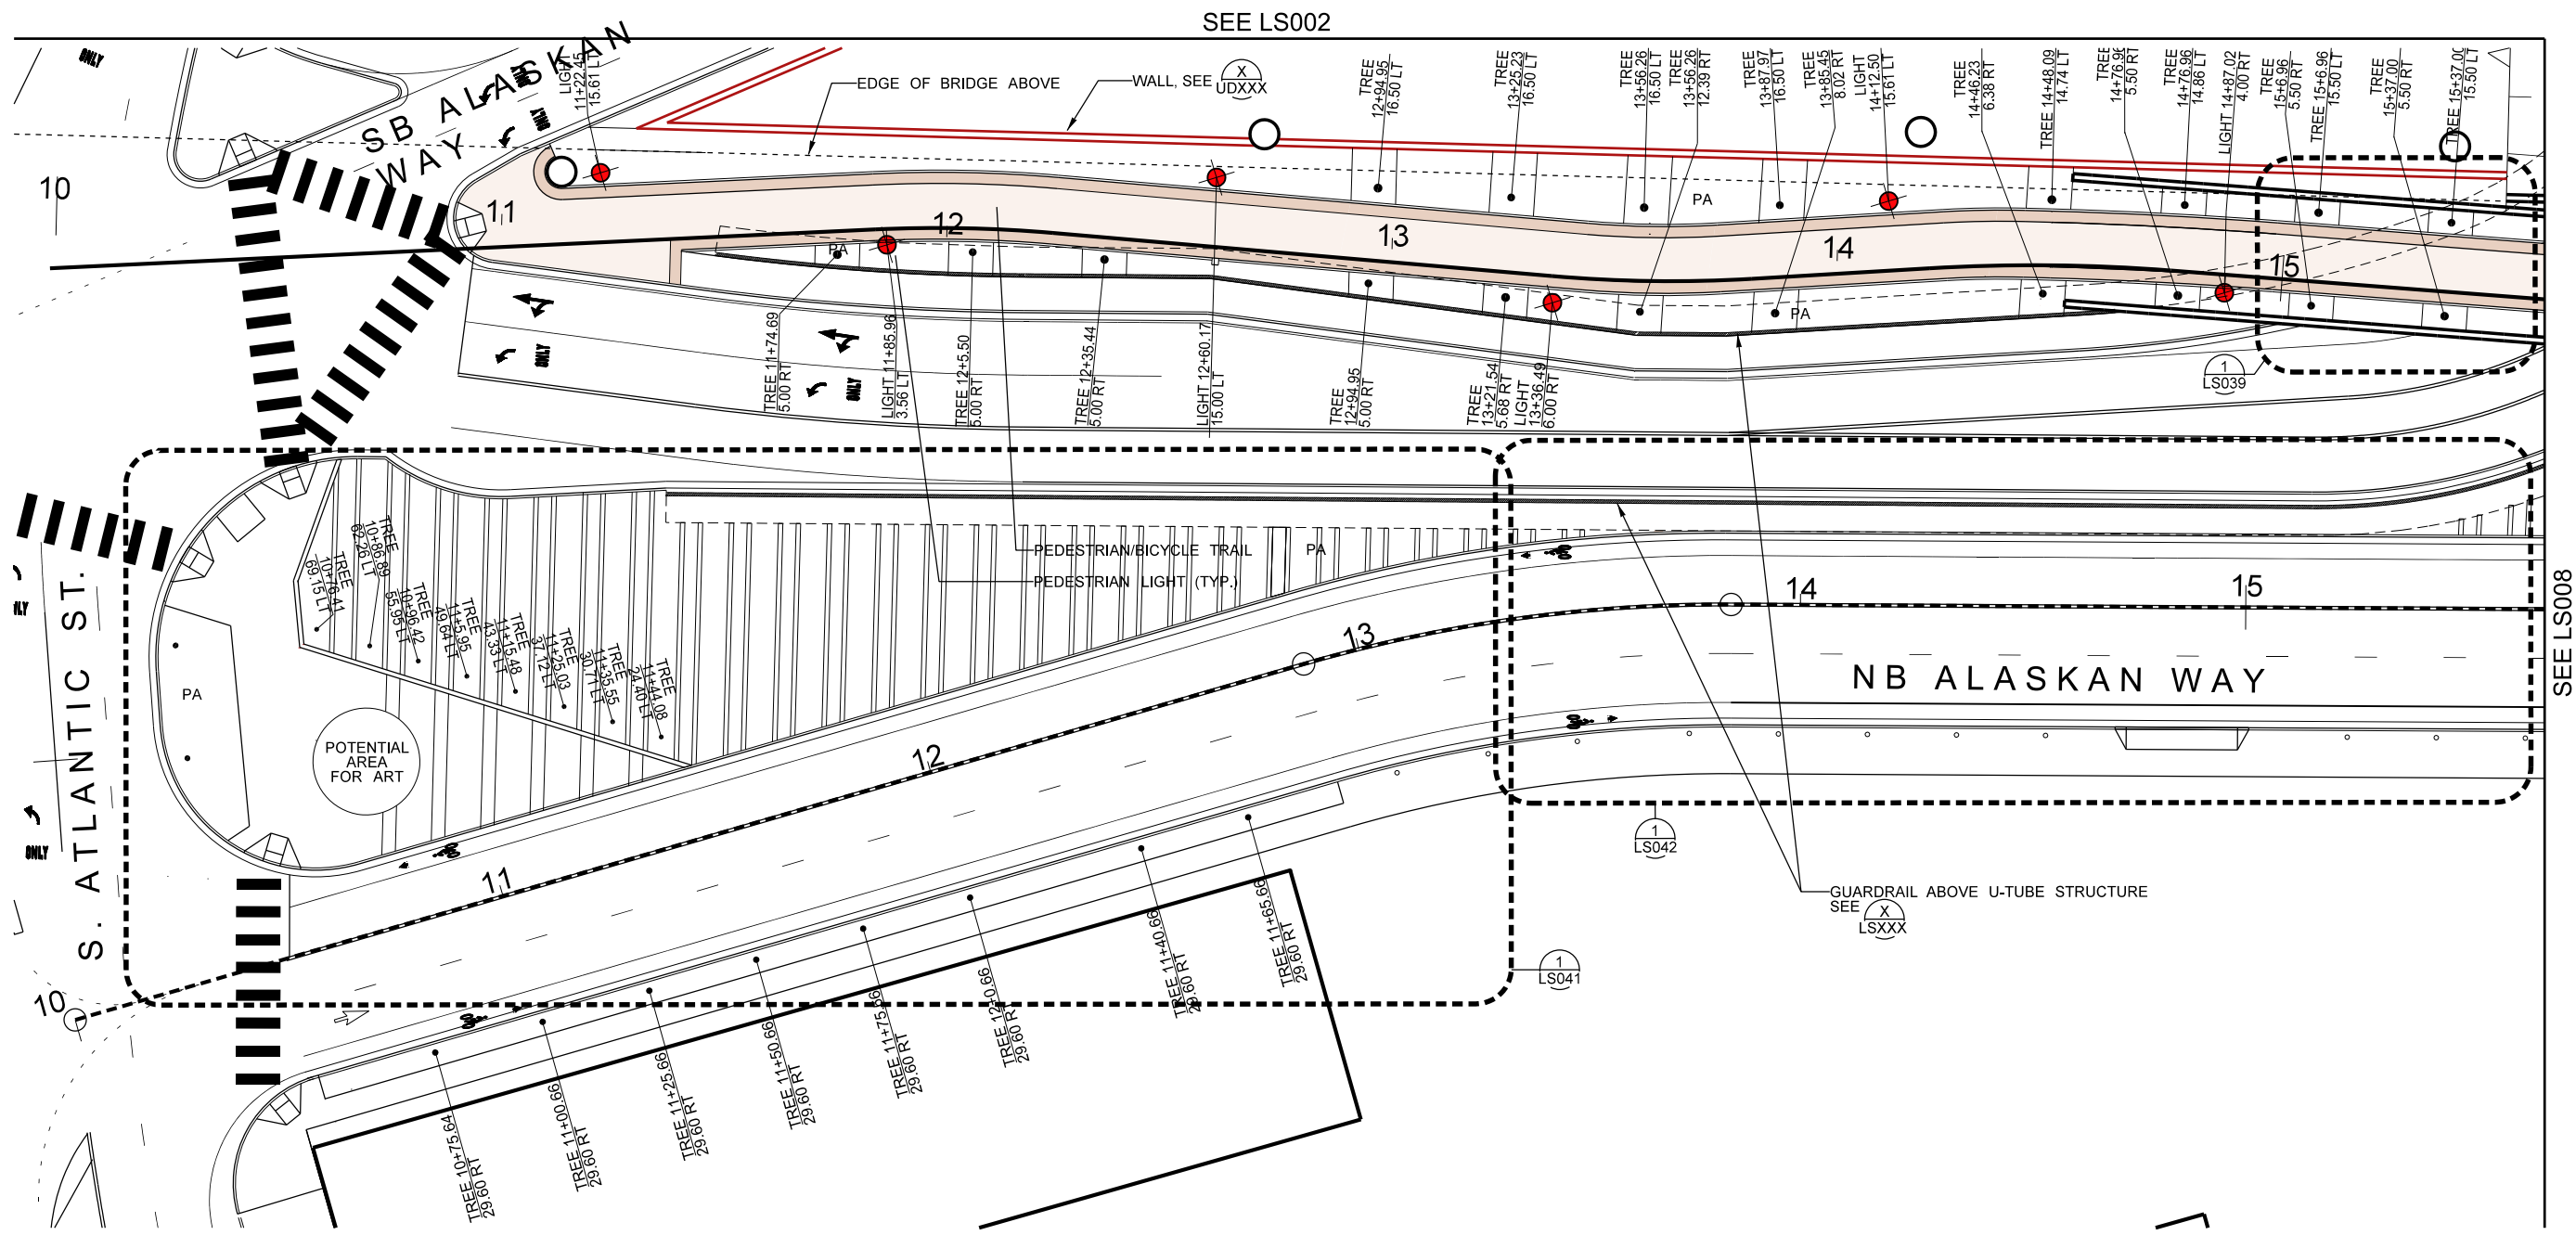 SEE LS002
ONLY
SB ALASKAN
WAY
ONLY
ONLY
LIGHT
11+22.45
15.61 LT
EDGE OF BRIDGE ABOVE
WALL, SEE
X
UDXXX
TREE
12+94.95
16.50 LT
TREE
13+25.23
16.50 LT
TREE
13+56.26
16.50 LT
TREE
13+56.26
12.39 RT
TREE
13+87.97
16.50 LT
TREE
13+85.45
8.02 RT
LIGHT
14+12.50
15.61 LT
TREE
14+46.23
6.38 RT
TREE 14+48.09
14.74 LT
TREE
14+76.96
5.50 RT
TREE
14+76.96
14.86 LT
LIGHT 14+87.02
4.00 RT
TREE
15+6.96
5.50 RT
TREE 15+6.96
15.50 LT
TREE
15+37.00
5.50 RT
TREE 15+37.00
15.50 LT
10
11
12
13
14
15
PA
PA
PA
ONLY
ONLY
TREE 11+74.69
5.00 RT
LIGHT 11+85.96
3.56 LT
TREE 12+5.50
5.00 RT
TREE 12+35.44
5.00 RT
LIGHT 12+60.17
15.00 LT
TREE
12+94.95
5.00 RT
TREE
13+21.54
5.68 RT
LIGHT
13+36.49
6.00 RT
1
LS039
PEDESTRIAN/BICYCLE TRAIL
PEDESTRIAN LIGHT (TYP.)
PA
TREE
10+76.41
69.15 LT
TREE
10+86.89
62.26 LT
TREE
10+96.42
55.95 LT
TREE
11+5.95
49.64 LT
TREE
11+15.48
43.33 LT
TREE
11+25.03
37.12 LT
TREE
11+35.55
30.71 LT
TREE
11+44.08
24.40 LT
S. ATLANTIC ST.
ONLY
PA
POTENTIAL
AREA
FOR ART
10
11
12
13
14
15
NB ALASKAN WAY
SEE LS008
1
LS042
GUARDRAIL ABOVE U-TUBE STRUCTURE
SEE
X
LSXXX
1
LS041
TREE 10+75.64
29.60 RT
TREE 11+00.66
29.60 RT
TREE 11+25.66
29.60 RT
TREE 11+50.66
29.60 RT
TREE 11+75.66
29.60 RT
TREE 12+0.66
29.60 RT
TREE 11+40.66
29.60 RT
TREE 11+65.66
29.60 RT